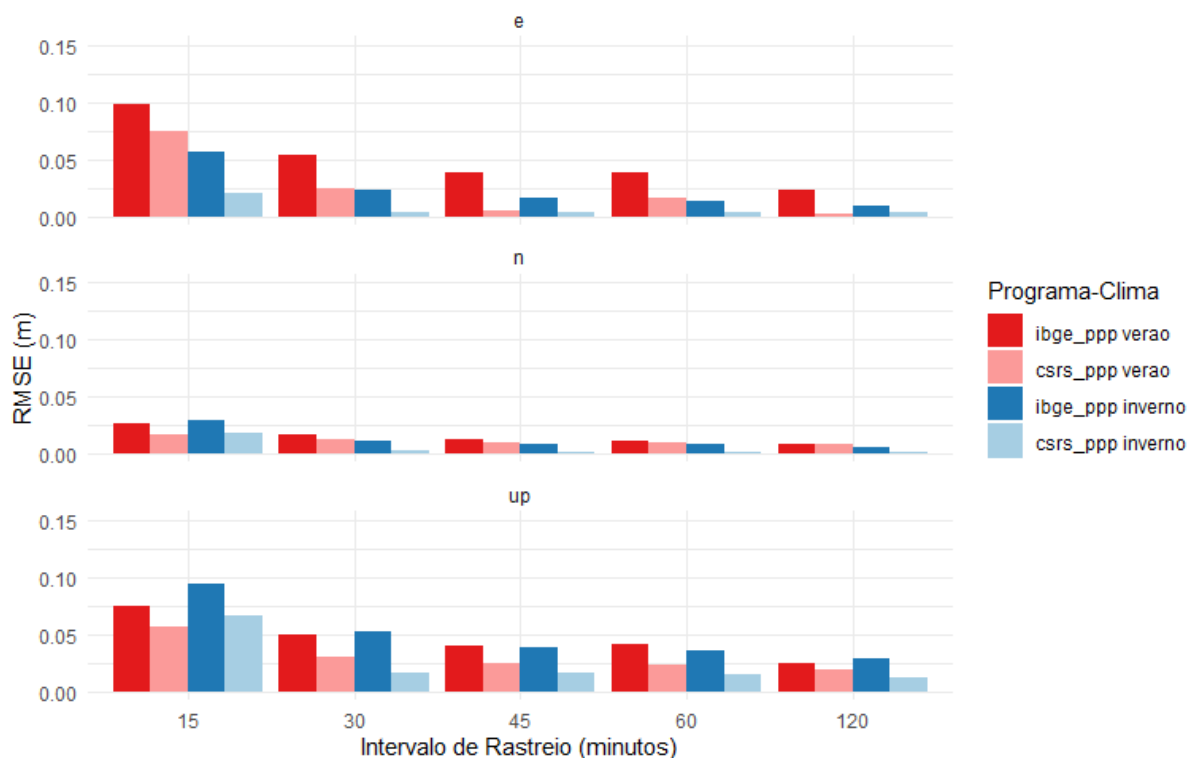 e
0.15
0.10
0.05
0.00
n
0.15
0.10
0.05
0.00
up
0.15
0.10
0.05
0.00
15 30 45 60 120
Intervalo de Rastreio (minutos)
RMSE (m)
Programa-Clima
ibge_ppp verao
csrs_ppp verao
ibge_ppp inverno
csrs_ppp inverno